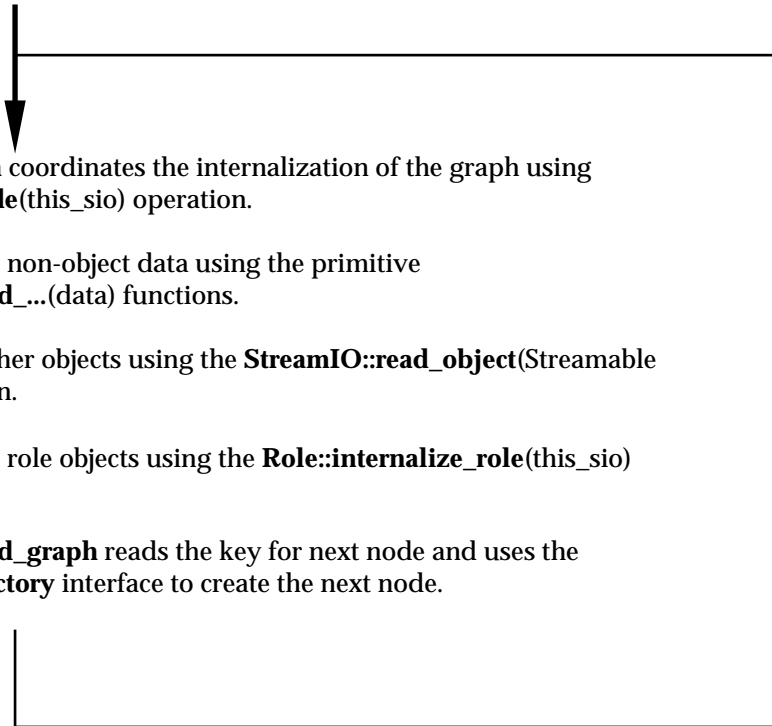 coordinates the internalization of the graph using
le(this_sio) operation.
non-object data using the primitive
d_...(data) functions.
her objects using the StreamIO::read_object(Streamable
n.
role objects using the Role::internalize_role(this_sio)
d_graph reads the key for next node and uses the
ctory interface to create the next node.